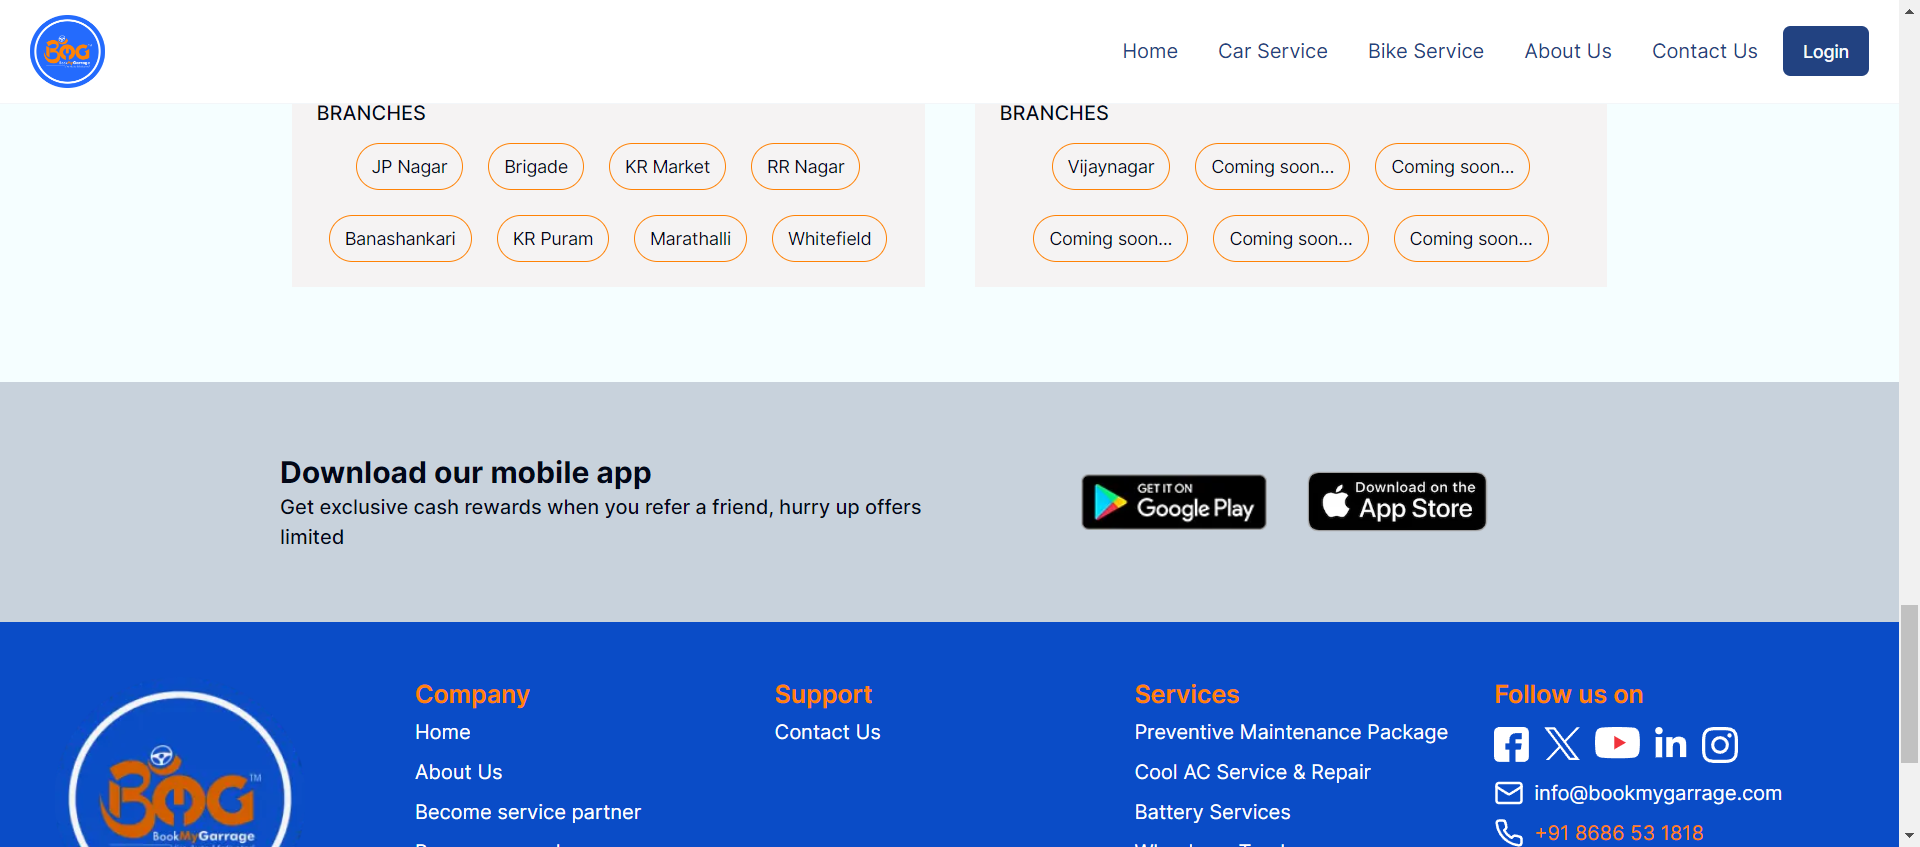 BMG
BookMyGarrage
Home
Car Service
Bike Service
About Us
Contact Us
Login
BRANCHES
JP Nagar
Brigade
KR Market
RR Nagar
Banashankari
KR Puram
Marathalli
Whitefield
BRANCHES
Vijaynagar
Coming soon...
Coming soon...
Coming soon...
Coming soon...
Coming soon...
Download our mobile app
Get exclusive cash rewards when you refer a friend, hurry up offers
limited
GET IT ON
Google Play
Download on the
App Store
BMG™
BookMyGarrage
Company
Home
About Us
Become service partner
Support
Contact Us
Services
Preventive Maintenance Package
Cool AC Service & Repair
Battery Services
Follow us on
info@bookmygarrage.com
+91 8686 53 1818